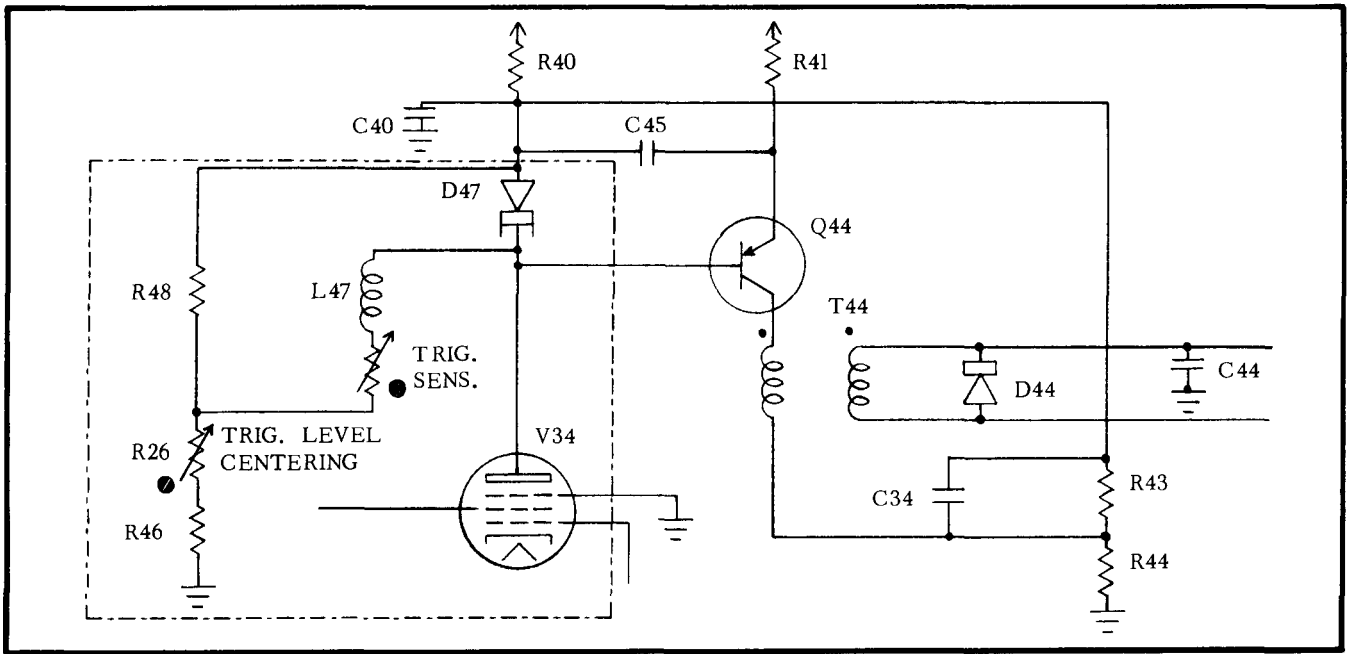 R40
R41
C40
C45
D47
Q44
R48
L47
T44
TRIG.
SENS.
D44
C44
R26
TRIG. LEVEL
CENTERING
V34
C34
R43
R46
R44